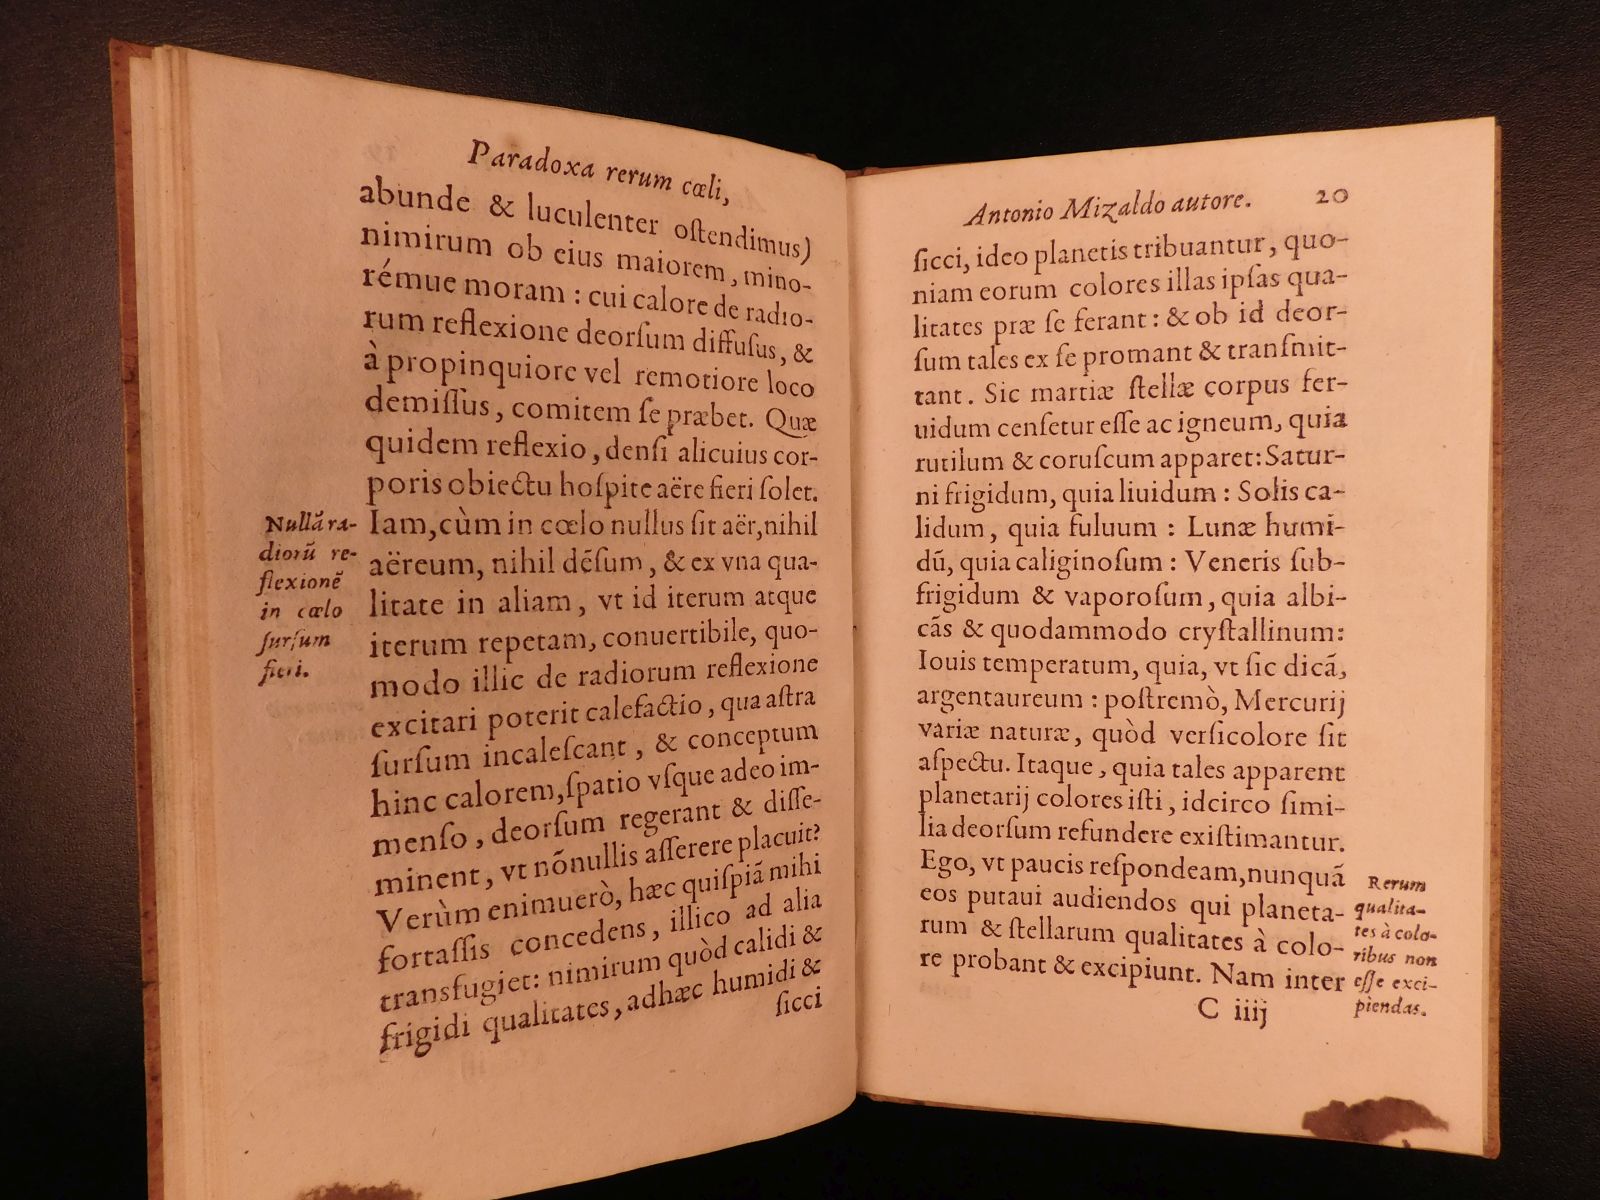 Paradoxa rerum cœli,
abunde & luculenter oſtendimus)
nimirum ob eius maiorem, mino-
rémue moram : cui calore de radio-
rum reflexione deorſum diffuſus, &
à propinquiore vel remotiore loco
demiſſus, comitem ſe præbet. Quæ
quidem reflexio, denſi alicuius cor-
poris obiectu hoſpite aëre fieri ſolet.
Iam, cùm in cœlo nullus ſit aër, nihil
aëreum, nihil dẽſum, & ex vna qua-
litate in aliam, vt id iterum atque
iterum repetam, conuertibile, quo-
modo illic de radiorum reflexione
excitari poterit calefactio, qua aſtra
ſurſum incaleſcant, & conceptum
hinc calorem, ſpatio vſque adeo im-
menſo, deorſum regerant & diſſe-
minent, vt nõnullis aſſerere placuit?
Verùm enimuerò, hæc quiſpiã mihi
fortaſſis concedens, illico ad alia
transfugiet: nimirum quòd calidi &
frigidi qualitates, adhæc humidi &
ſicci
Nullã ra-
diorũ re-
flexionẽ
in cœlo
ſurſum
fieri.
Antonio Mizaldo autore. 20
ſicci, ideo planetis tribuantur, quo-
niam eorum colores illas ipſas qua-
litates præ ſe ferant : & ob id deor-
ſum tales ex ſe promant & tranſmit-
tant. Sic martiæ ſtellæ corpus fer-
uidum cenſetur eſſe ac igneum, quia
rutilum & coruſcum apparet: Satur-
ni frigidum, quia liuidum : Solis ca-
lidum, quia fuluum : Lunæ humi-
dũ, quia caliginoſum : Veneris ſub-
frigidum & vaporoſum, quia albi-
cãs & quodammodo cryſtallinum:
Iouis temperatum, quia, vt ſic dicã,
argentaureum : poſtremò, Mercurij
variæ naturæ, quòd verſicolore ſit
aſpectu. Itaque, quia tales apparent
planetarij colores iſti, idcirco ſimi-
lia deorſum refundere exiſtimantur.
Ego, vt paucis reſpondeam, nunquã
eos putaui audiendos qui planeta-
rum & ſtellarum qualitates à colo-
re probant & excipiunt. Nam inter
C iiij
Rerum
qualita-
tes à colo-
ribus non
eſſe exci-
piendas.